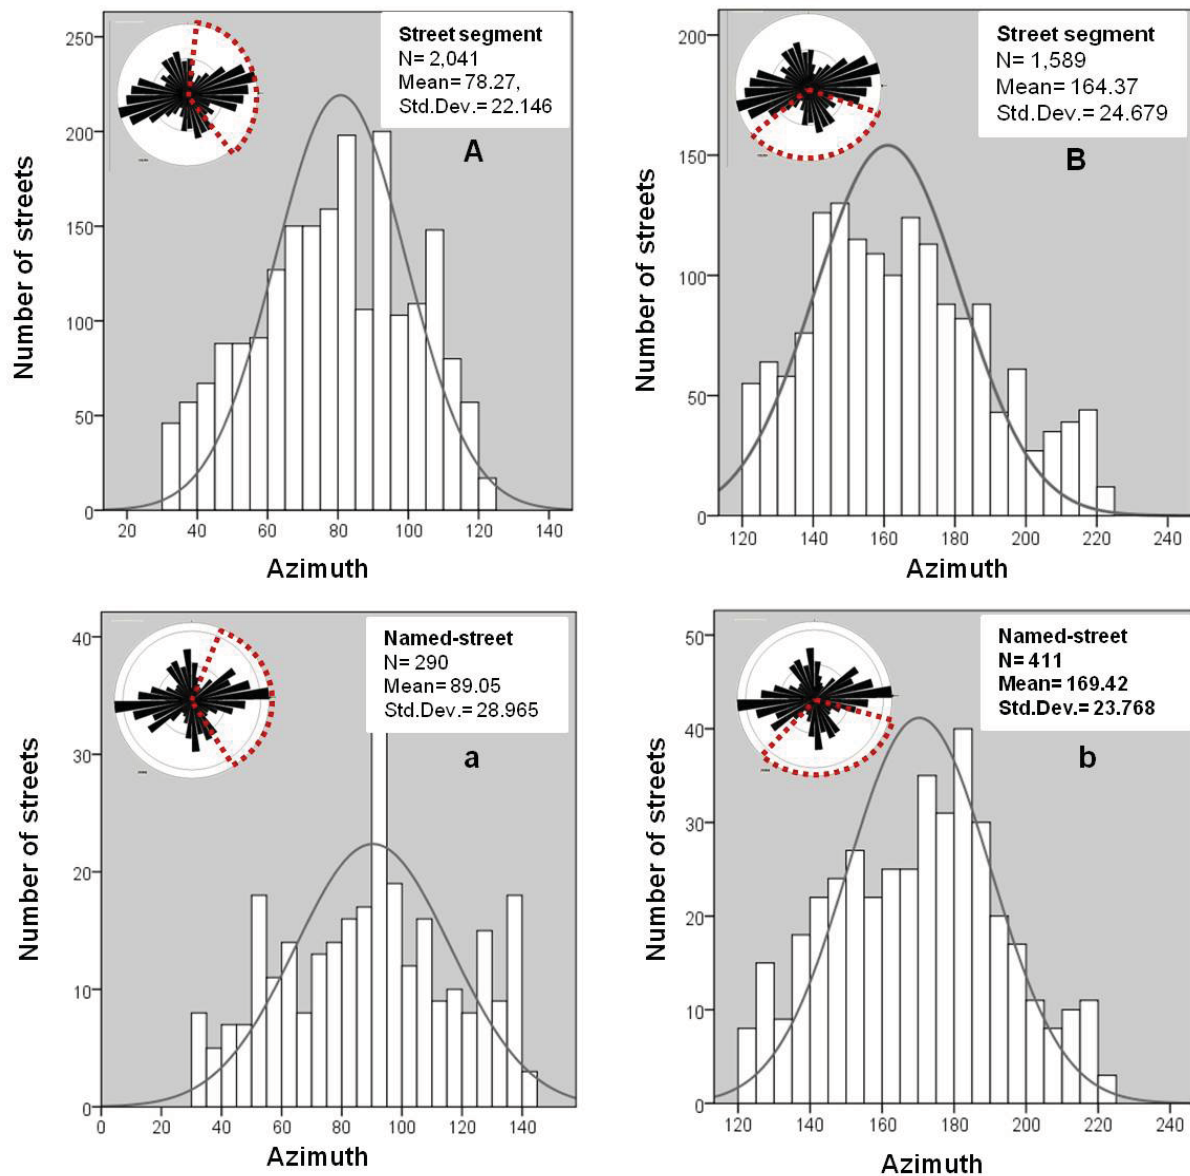 Street segment
N= 2,041
Mean= 78.27,
Std.Dev.= 22.146
A
250
200
150
100
50
0
Number of streets
20 40 60 80 100 120 140
Azimuth
Street segment
N= 1,589
Mean= 164.37
Std.Dev.= 24.679
B
200
150
100
50
0
Number of streets
120 140 160 180 200 220 240
Azimuth
Named-street
N= 290
Mean= 89.05
Std.Dev.= 28.965
a
40
30
20
10
0
Number of streets
0 20 40 60 80 100 120 140
Azimuth
Named-street
N= 411
Mean= 169.42
Std.Dev.= 23.768
b
50
40
30
20
10
0
Number of streets
120 140 160 180 200 220 240
Azimuth